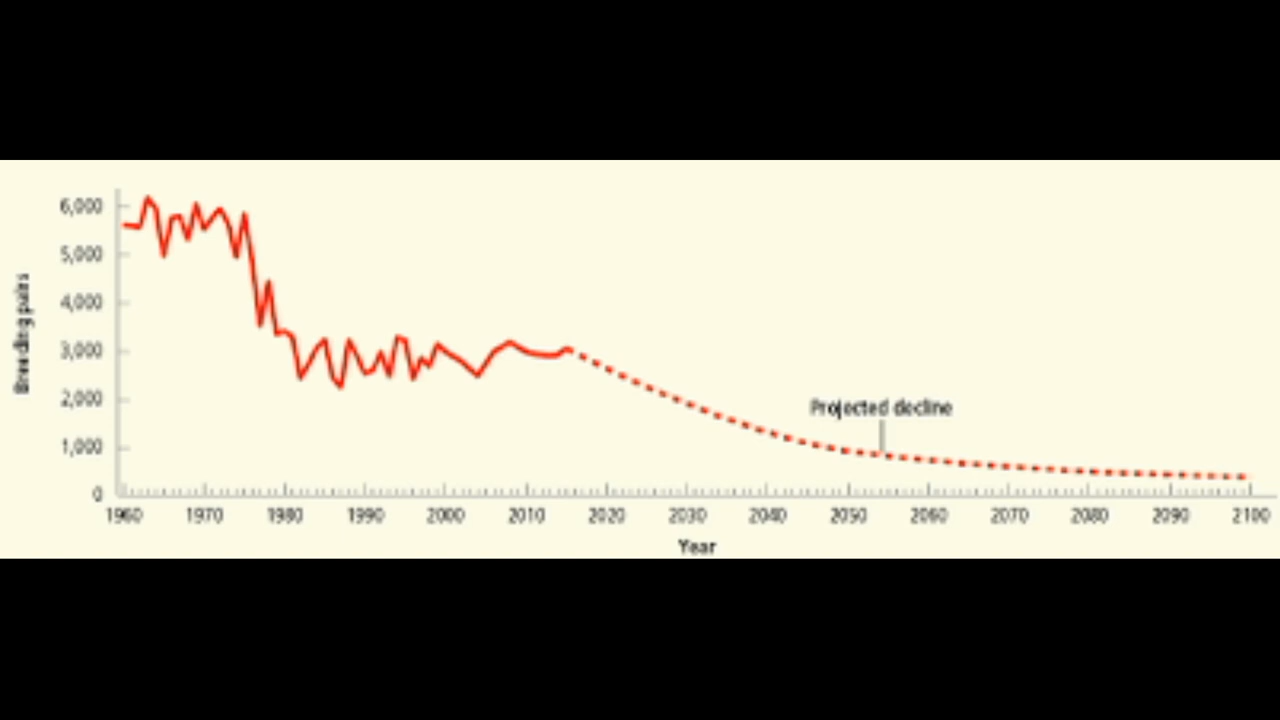 6,000
5,000
4,000
3,000
2,000
1,000
0
Breeding pairs
Projected decline
1960 1970 1980 1990 2000 2010 2020 2030 2040 2050 2060 2070 2080 2090 2100
Year